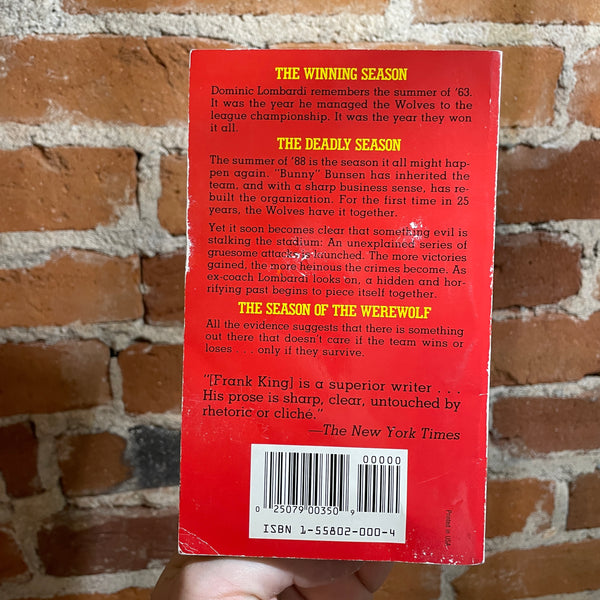 THE WINNING SEASON
Dominic Lombardi remembers the summer of '63.
It was the year he managed the Wolves to the
league championship. It was the year they won
it all.
THE DEADLY SEASON
The summer of '88 is the season it all might hap-
pen again. "Bunny" Bunsen has inherited the
team, and with a sharp business sense, has re-
built the organization. For the first time in 25
years, the Wolves have it together.
Yet it soon becomes clear that something evil is
stalking the stadium: An unexplained series of
gruesome attacks is launched. The more victories
gained, the more heinous the crimes become. As
ex-coach Lombardi looks on, a hidden and hor-
rifying past begins to piece itself together.
THE SEASON OF THE WEREWOLF
All the evidence suggests that there is something
out there that doesn't care if the team wins or
loses . . . only if they survive.
"[Frank King] is a superior writer . . .
His prose is sharp, clear, untouched by
rhetoric or cliché."
—The New York Times
00000
0 25079 00350 9
ISBN 1-55802-000-4
Printed in USA